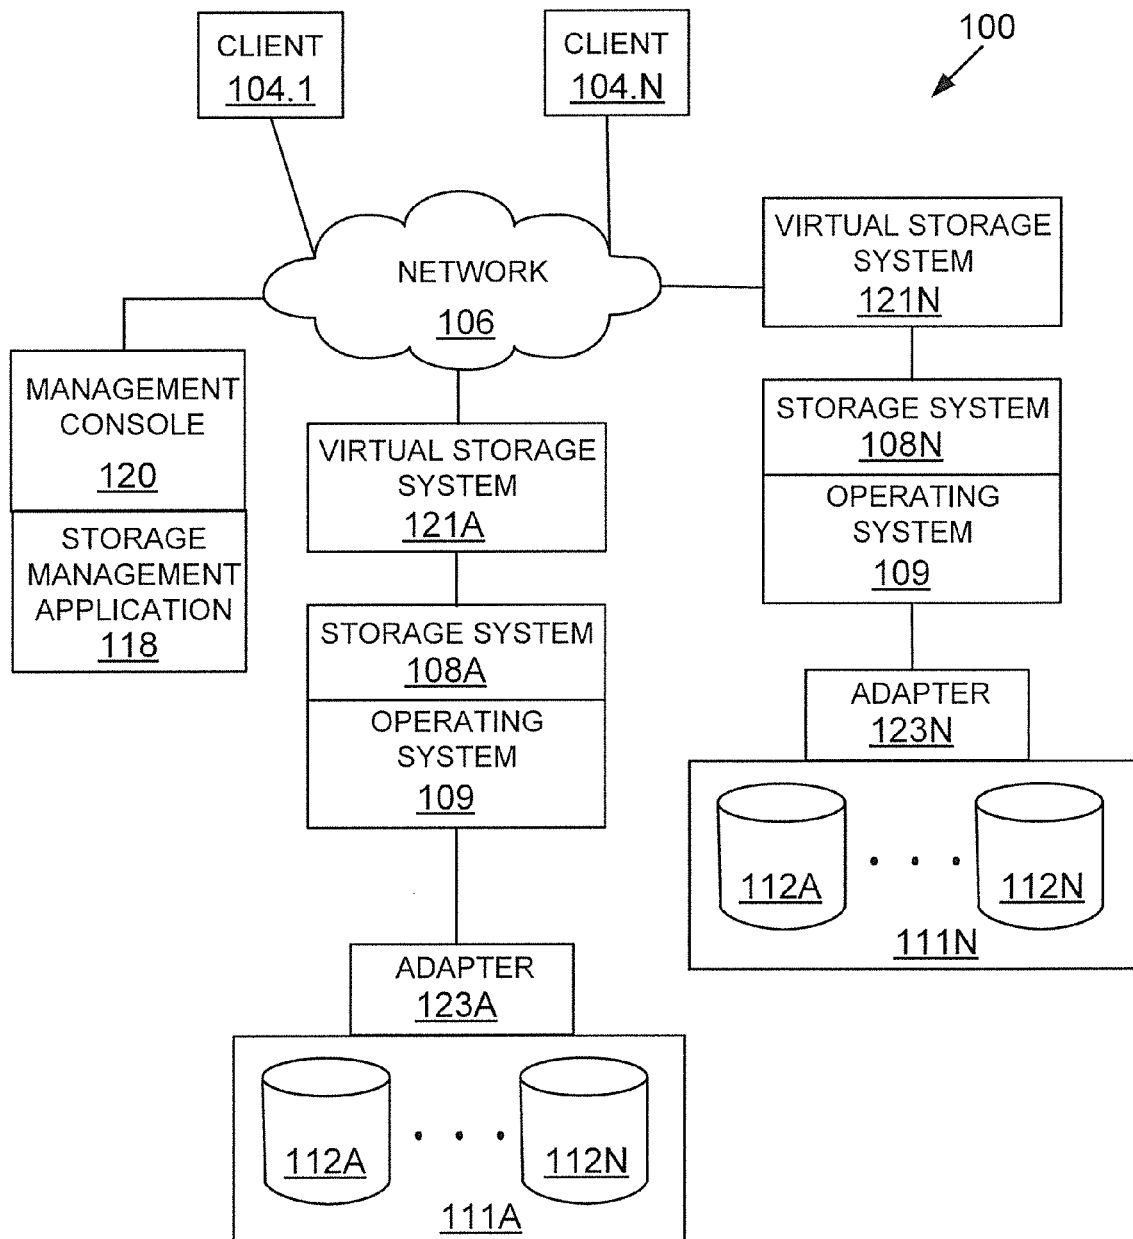 CLIENT
104.1
CLIENT
104.N
100
NETWORK
106
VIRTUAL STORAGE
SYSTEM
121N
MANAGEMENT
CONSOLE
120
STORAGE
MANAGEMENT
APPLICATION
118
VIRTUAL STORAGE
SYSTEM
121A
STORAGE SYSTEM
108N
OPERATING
SYSTEM
109
STORAGE SYSTEM
108A
OPERATING
SYSTEM
109
ADAPTER
123N
112A
112N
111N
ADAPTER
123A
112A
112N
111A